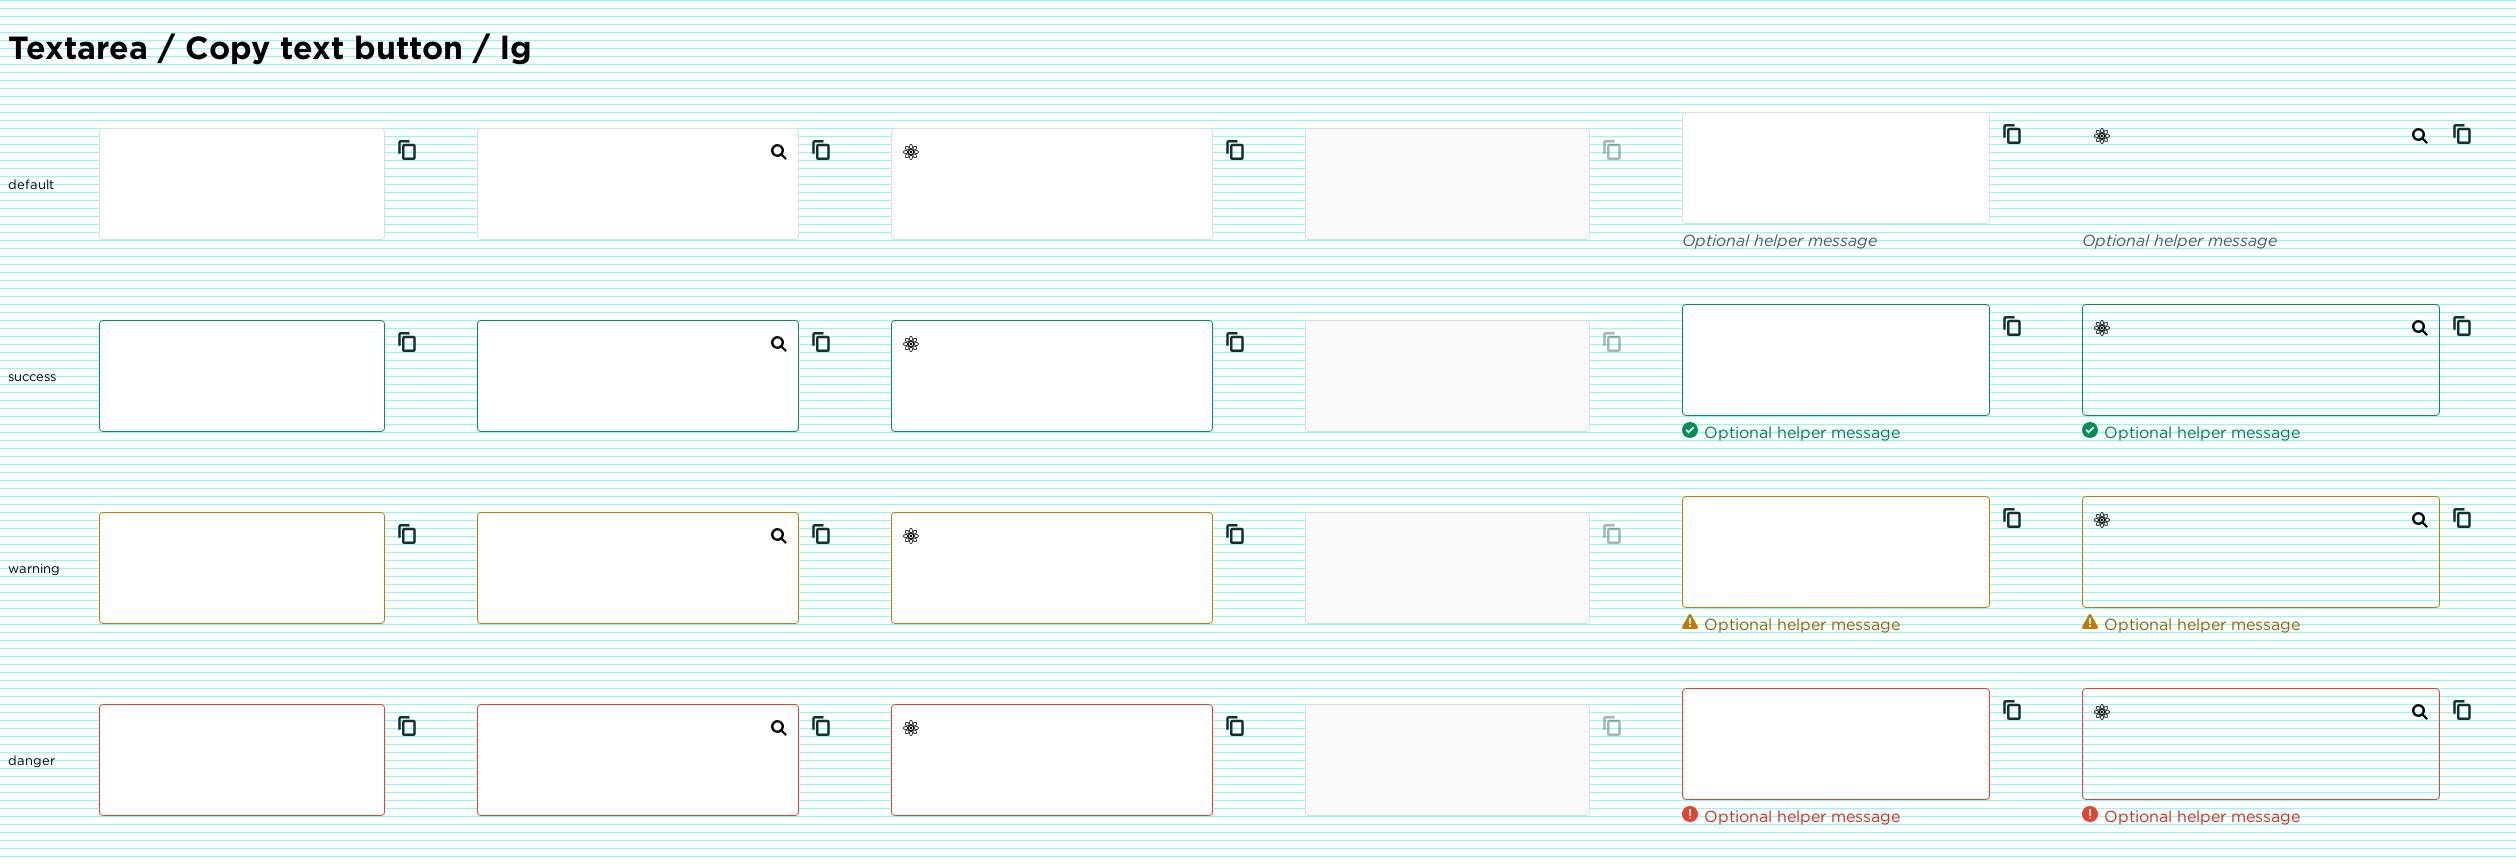 Textarea / Copy text button / lg
default
Optional helper message
Optional helper message
success
Optional helper message
Optional helper message
warning
Optional helper message
Optional helper message
danger
Optional helper message
Optional helper message